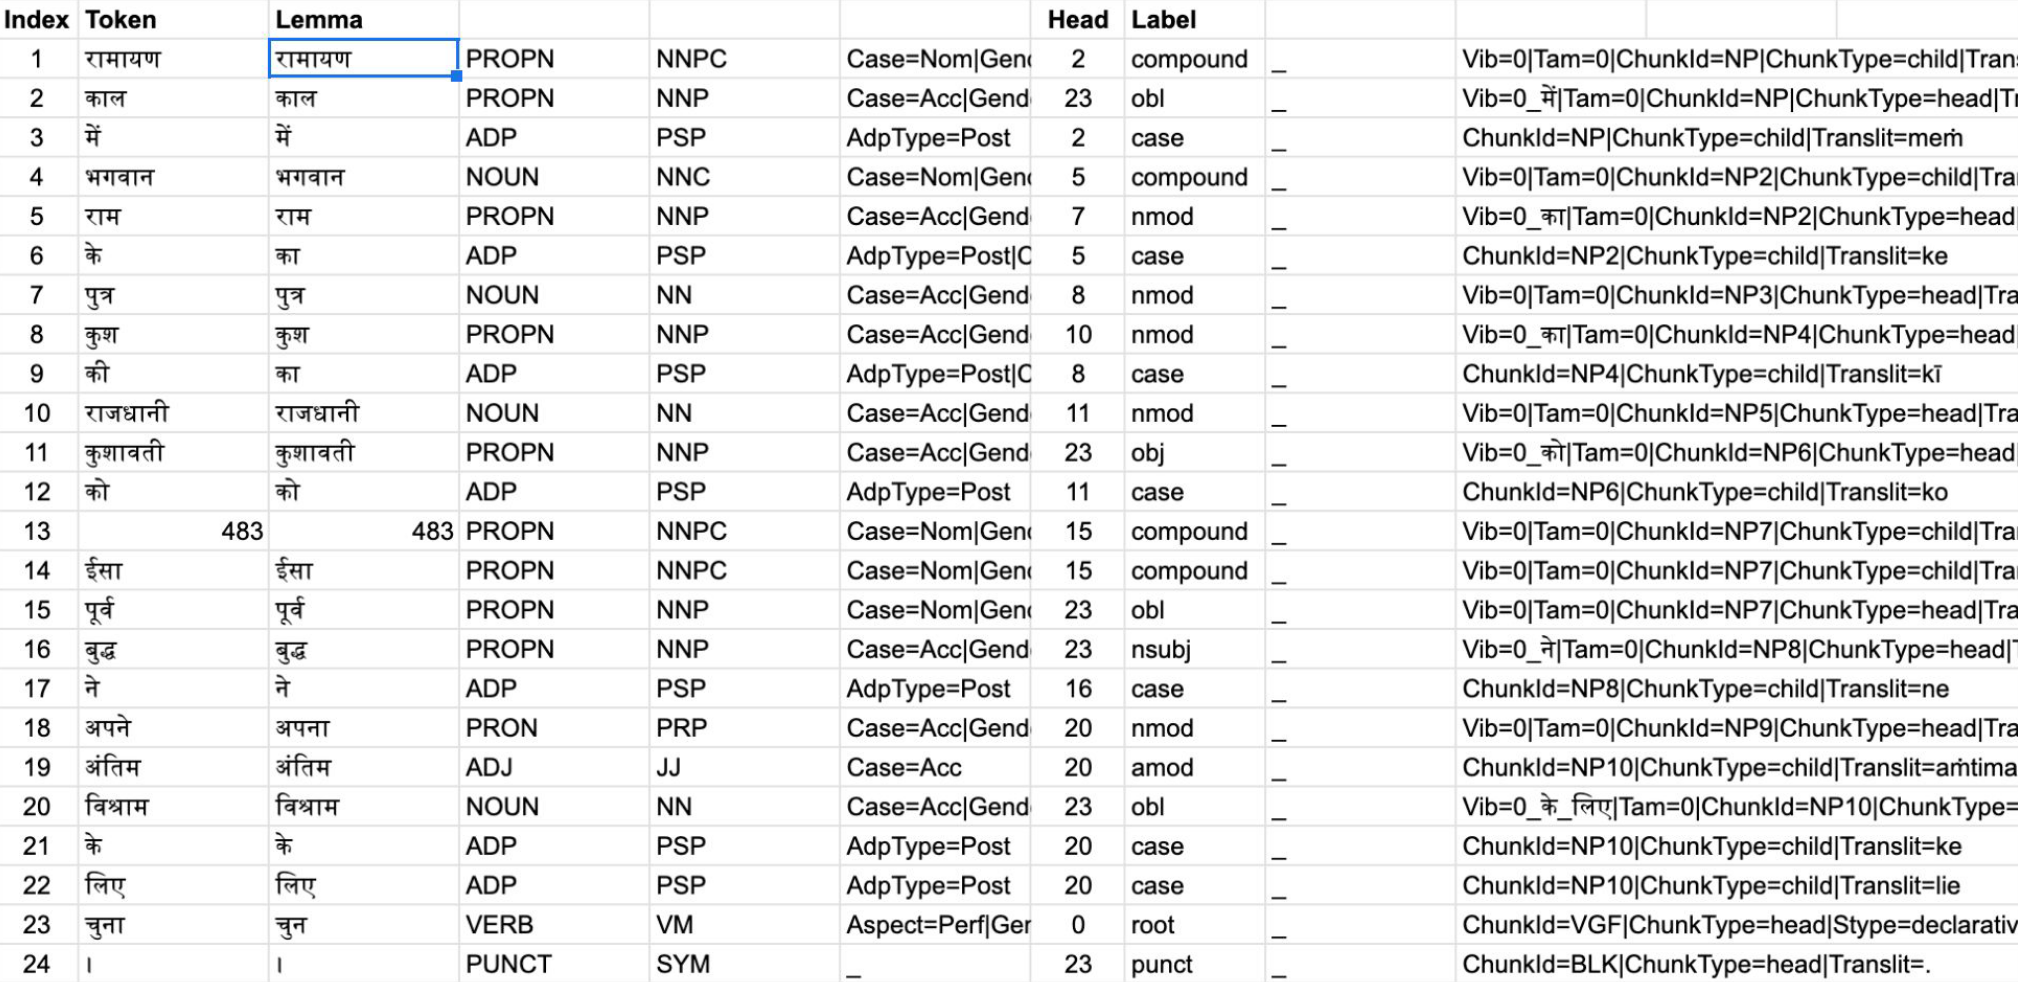 Index Token Lemma Head Label
1 रामायण रामायण PROPN NNPC Case=Nom|Gen 2 compound _ Vib=0|Tam=0|ChunkId=NP|ChunkType=child|Tran
2 काल काल PROPN NNP Case=Acc|Gend 23 obl _ Vib=0_में|Tam=0|ChunkId=NP|ChunkType=head|T
3 में में ADP PSP AdpType=Post 2 case _ ChunkId=NP|ChunkType=child|Translit=meṁ
4 भगवान भगवान NOUN NNC Case=Nom|Gen 5 compound _ Vib=0|Tam=0|ChunkId=NP2|ChunkType=child|Tra
5 राम राम PROPN NNP Case=Acc|Gend 7 nmod _ Vib=0_का|Tam=0|ChunkId=NP2|ChunkType=head|
6 के का ADP PSP AdpType=Post|C 5 case _ ChunkId=NP2|ChunkType=child|Translit=ke
7 पुत्र पुत्र NOUN NN Case=Acc|Gend 8 nmod _ Vib=0|Tam=0|ChunkId=NP3|ChunkType=head|Tra
8 कुश कुश PROPN NNP Case=Acc|Gend 10 nmod _ Vib=0_का|Tam=0|ChunkId=NP4|ChunkType=head|
9 की का ADP PSP AdpType=Post|C 8 case _ ChunkId=NP4|ChunkType=child|Translit=kī
10 राजधानी राजधानी NOUN NN Case=Acc|Gend 11 nmod _ Vib=0|Tam=0|ChunkId=NP5|ChunkType=head|Tra
11 कुशावती कुशावती PROPN NNP Case=Acc|Gend 23 obj _ Vib=0_को|Tam=0|ChunkId=NP6|ChunkType=head|
12 को को ADP PSP AdpType=Post 11 case _ ChunkId=NP6|ChunkType=child|Translit=ko
13 483 483 PROPN NNPC Case=Nom|Gen 15 compound _ Vib=0|Tam=0|ChunkId=NP7|ChunkType=child|Tra
14 ईसा ईसा PROPN NNPC Case=Nom|Gen 15 compound _ Vib=0|Tam=0|ChunkId=NP7|ChunkType=child|Tra
15 पूर्व पूर्व PROPN NNP Case=Nom|Gen 23 obl _ Vib=0|Tam=0|ChunkId=NP7|ChunkType=head|Tra
16 बुद्ध बुद्ध PROPN NNP Case=Acc|Gend 23 nsubj _ Vib=0_ने|Tam=0|ChunkId=NP8|ChunkType=head|
17 ने ने ADP PSP AdpType=Post 16 case _ ChunkId=NP8|ChunkType=child|Translit=ne
18 अपने अपना PRON PRP Case=Acc|Gend 20 nmod _ Vib=0|Tam=0|ChunkId=NP9|ChunkType=head|Tra
19 अंतिम अंतिम ADJ JJ Case=Acc 20 amod _ ChunkId=NP10|ChunkType=child|Translit=aṁtima
20 विश्राम विश्राम NOUN NN Case=Acc|Gend 23 obl _ Vib=0_के_लिए|Tam=0|ChunkId=NP10|ChunkType=
21 के के ADP PSP AdpType=Post 20 case _ ChunkId=NP10|ChunkType=child|Translit=ke
22 लिए लिए ADP PSP AdpType=Post 20 case _ ChunkId=NP10|ChunkType=child|Translit=lie
23 चुना चुन VERB VM Aspect=Perf|Ger 0 root _ ChunkId=VGF|ChunkType=head|Stype=declarativ
24 । । PUNCT SYM _ 23 punct _ ChunkId=BLK|ChunkType=head|Translit=.